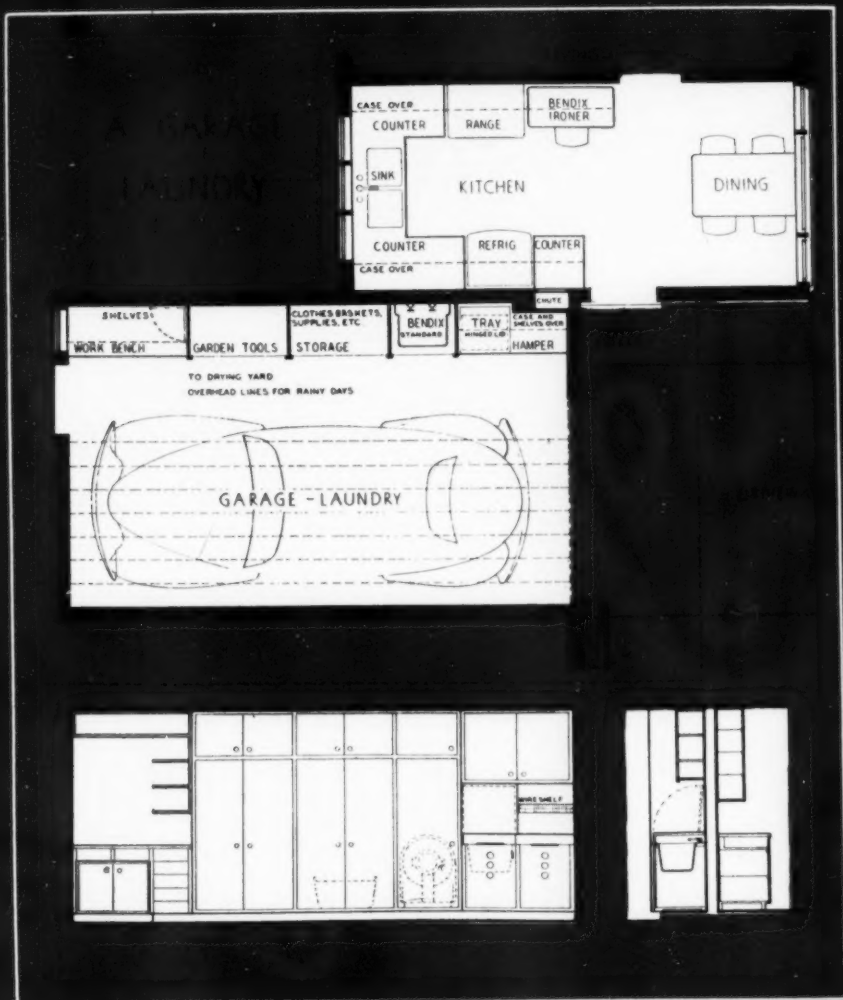 A GARAGE
LAUNDRY
CASE OVER
COUNTER
RANGE
BENDIX
IRONER
SINK
KITCHEN
DINING
COUNTER
REFRIG
COUNTER
CASE OVER
CHUTE
SHELVES
WORK BENCH
GARDEN TOOLS
CLOTHES BASKETS,
SUPPLIES, ETC
STORAGE
BENDIX
STANDARD
TRAY
HINGED LID
CASE AND
SHELVES OVER
HAMPER
TO DRYING YARD
OVERHEAD LINES FOR RAINY DAYS
GARAGE - LAUNDRY
WIRE SHELF